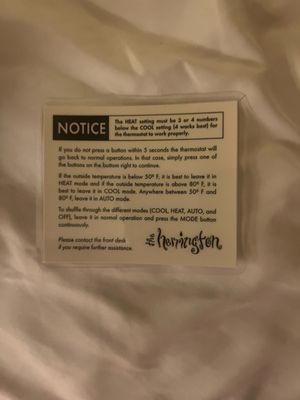 NOTICE
The HEAT setting must be 3 or 4 numbers
below the COOL setting (4 works best) for
the thermostat to work properly.
If you do not press a button within 5 seconds the thermostat will
go back to normal operations. In that case, simply press one of
the buttons on the button right to continue.
If the outside temperature is below 50º F, it is best to leave it in
HEAT mode and if the outside temperature is above 80º F, it is
best to leave it in COOL mode. Anywhere between 50º F and
80º F, leave it in AUTO mode.
To shuffle through the different modes (COOL, HEAT, AUTO, and
OFF), leave it in normal operation and press the MODE button
continuously.
Please contact the front desk
if you require further assistance.
the herrington